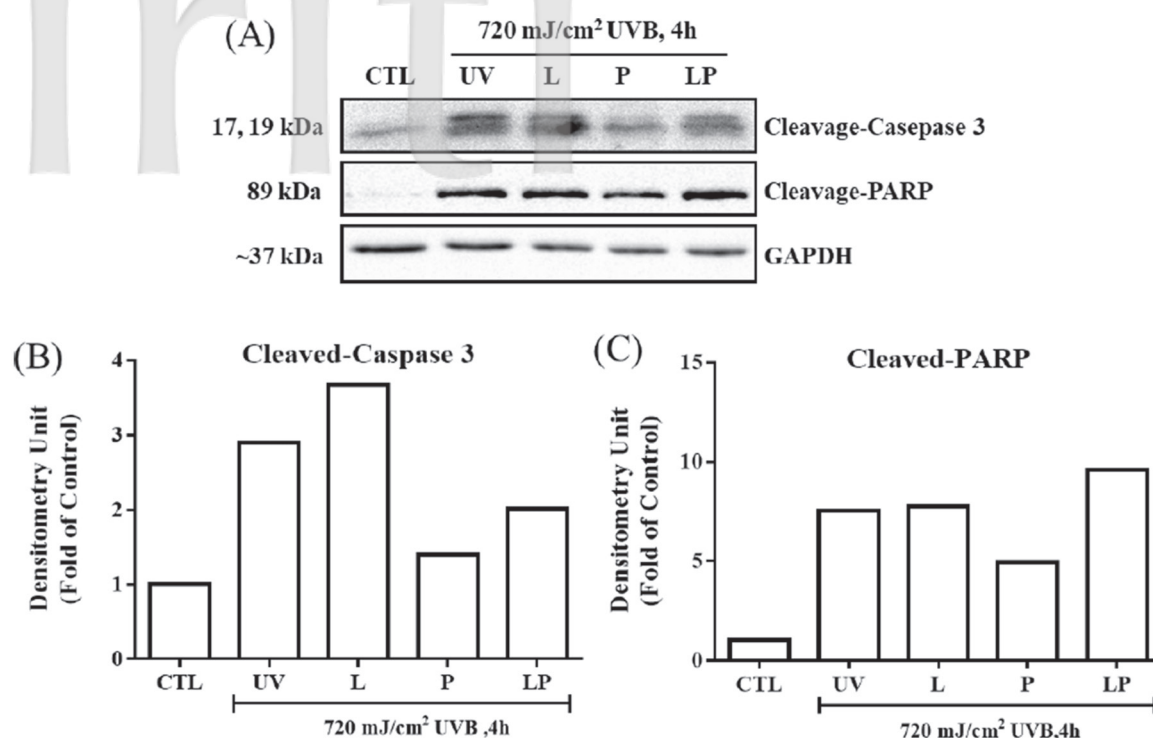 (A)
720 mJ/cm² UVB, 4h
CTL UV L P LP
17, 19 kDa Cleavage-Casepase 3
89 kDa Cleavage-PARP
~37 kDa GAPDH
(B)
Cleaved-Caspase 3
Densitometry Unit
(Fold of Control)
4
3
2
1
0
CTL UV L P LP
720 mJ/cm² UVB ,4h
(C)
Cleaved-PARP
Densitometry Unit
(Fold of Control)
15
10
5
0
CTL UV L P LP
720 mJ/cm² UVB,4h